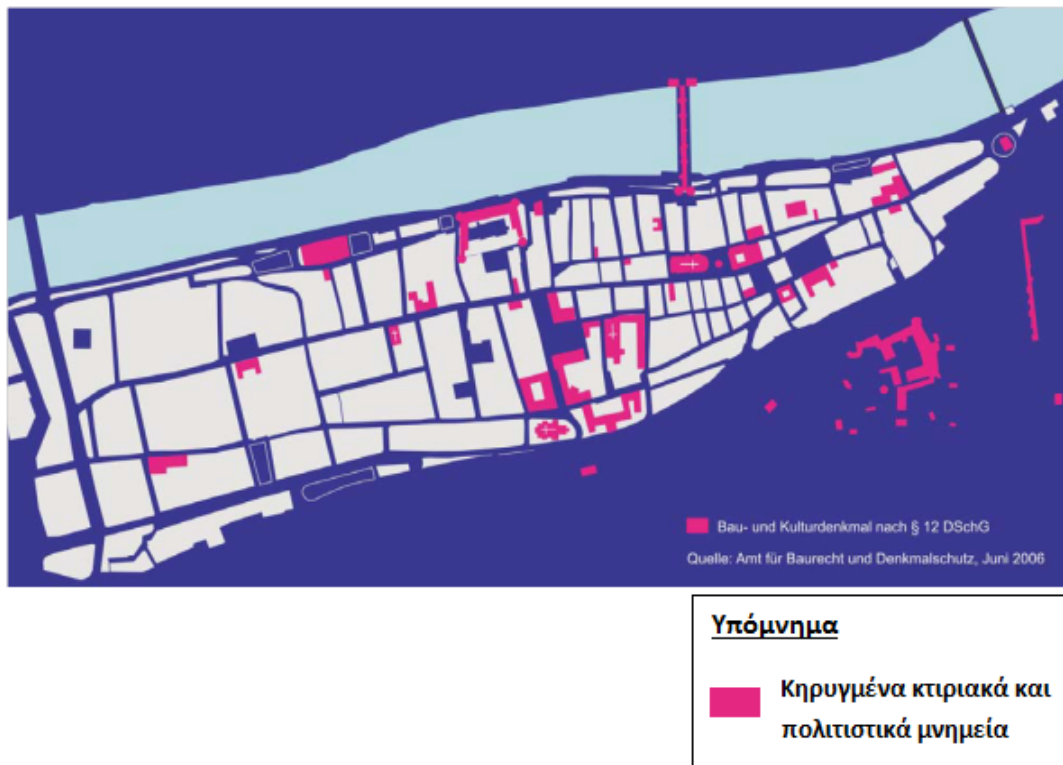 Bau- und Kulturdenkmal nach § 12 DSchG
Quelle: Amt für Baurecht und Denkmalschutz, Juni 2006
Υπόμνημα
Κηρυγμένα κτιριακά και
πολιτιστικά μνημεία